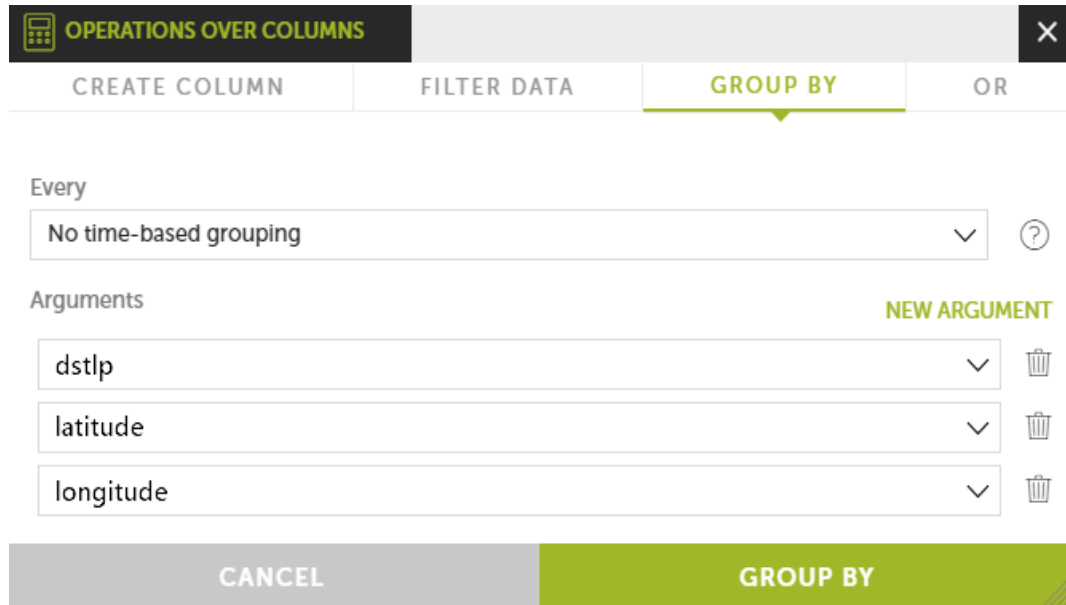 OPERATIONS OVER COLUMNS
CREATE COLUMN FILTER DATA GROUP BY OR
Every
No time-based grouping ?
Arguments
NEW ARGUMENT
dstlp
latitude
longitude
CANCEL GROUP BY